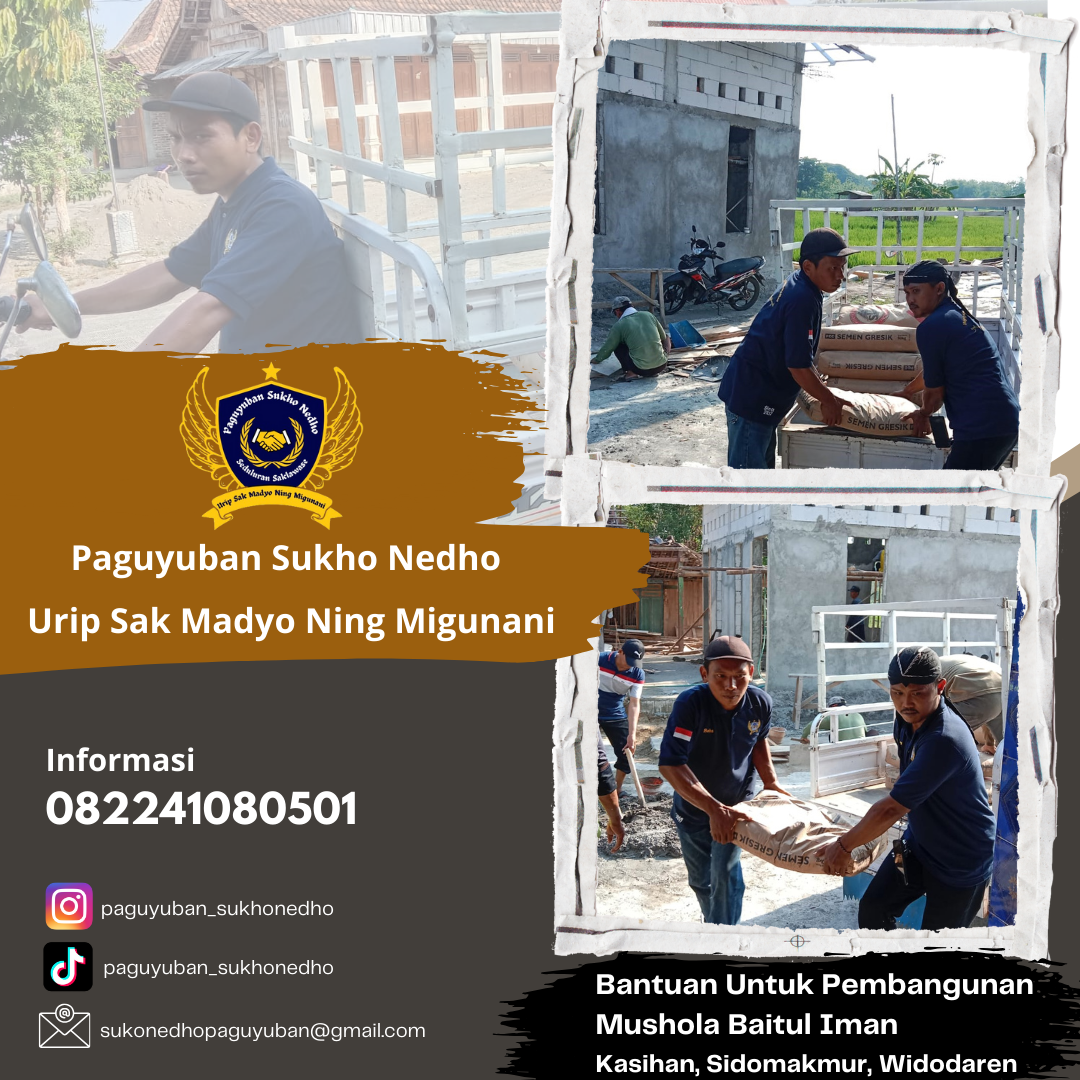 Paguyuban Sukho Nedho
Seduluran Saklawase
Urip Sak Madyo Ning Migunani
Paguyuban Sukho Nedho
Urip Sak Madyo Ning Migunani
Informasi
082241080501
paguyuban_sukhonedho
paguyuban_sukhonedho
@
sukonedhopaguyuban@gmail.com
SEMEN GRESIK
SEMEN GRESIK
SEMEN GRESIK
SEMEN GRESIK
Bantuan Untuk Pembangunan
Mushola Baitul Iman
Kasihan, Sidomakmur, Widodaren